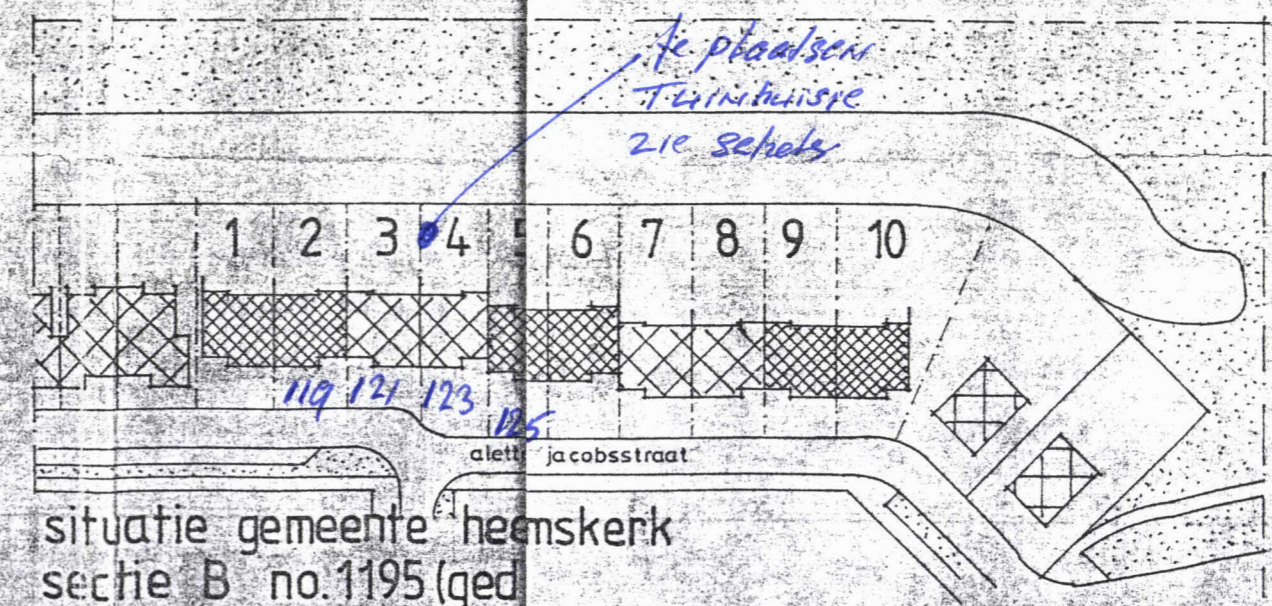 te plaatsen
Tuinhuisje
zie schets
1 2 3 4 5 6 7 8 9 10
119 121 123
125
alett jacobsstraat
situatie gemeente heemskerk
sectie B no. 1195 (ged